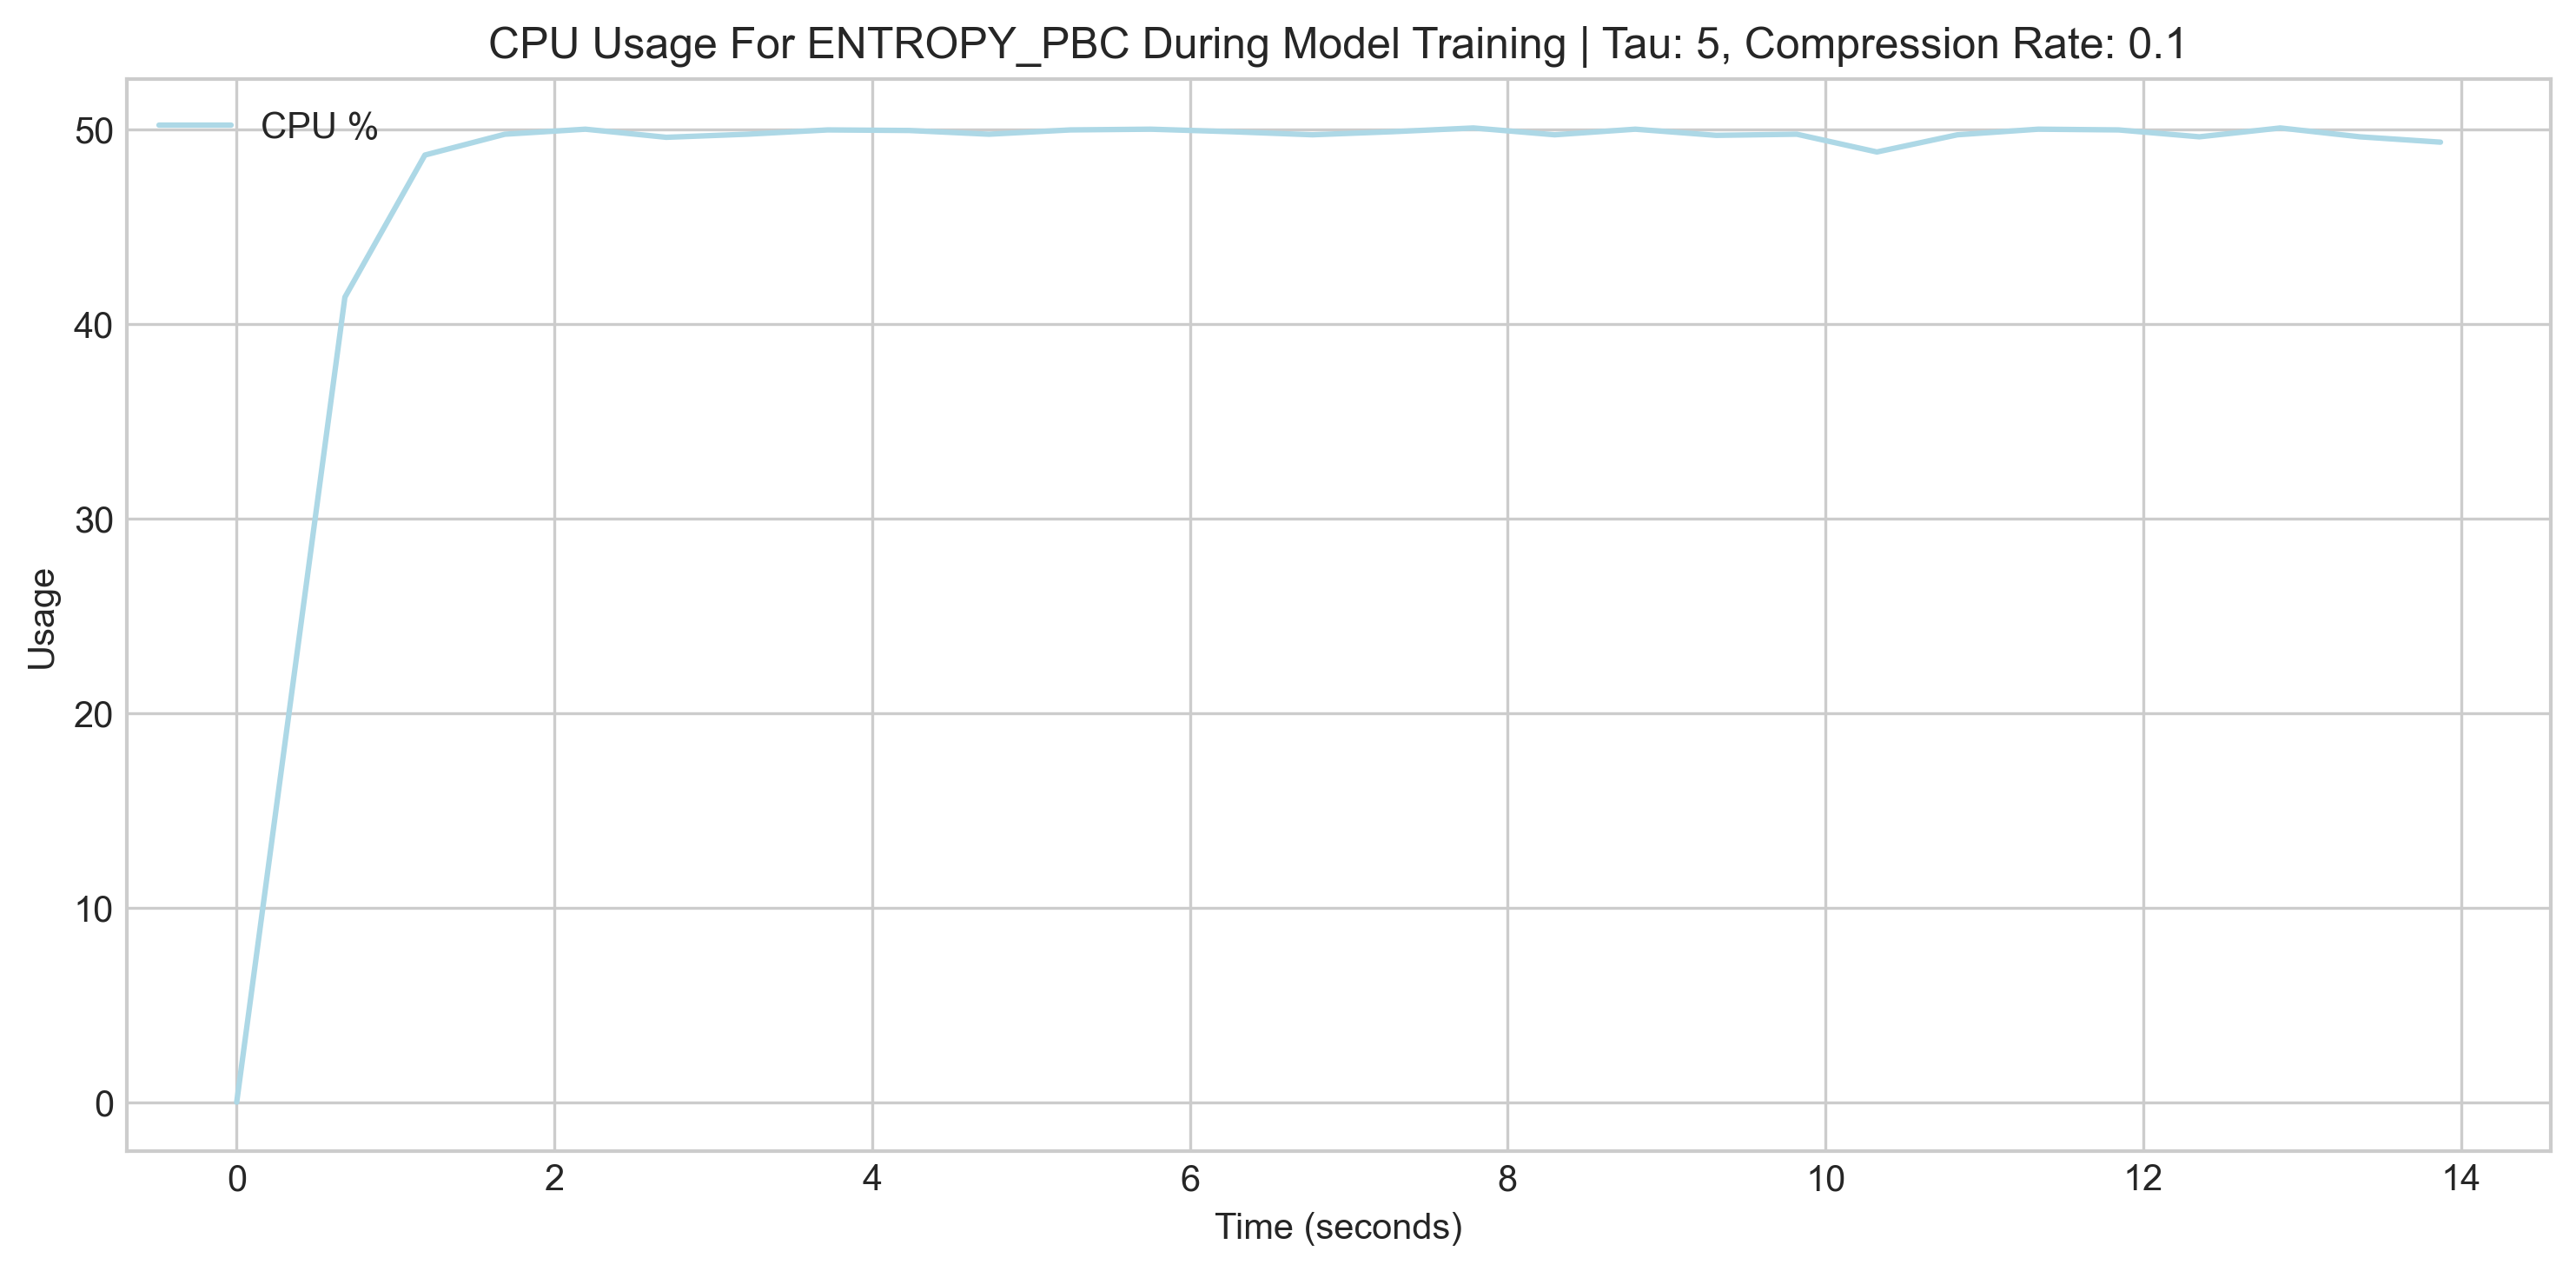 CPU Usage For ENTROPY_PBC During Model Training | Tau: 5, Compression Rate: 0.1
CPU %
50
40
30
20
10
0
Usage
0 2 4 6 8 10 12 14
Time (seconds)